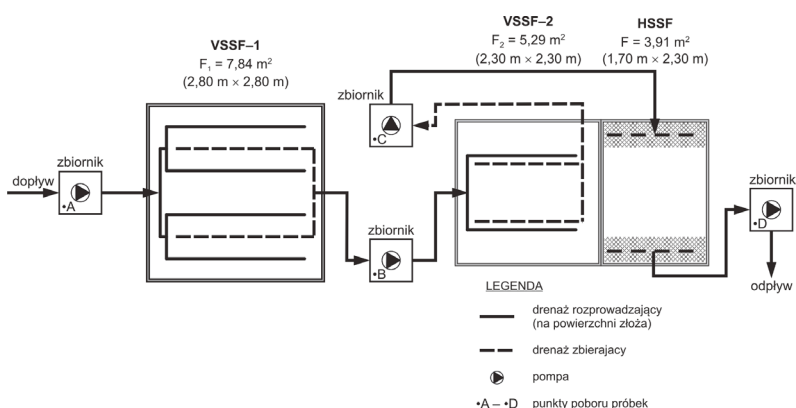 VSSF–1
F₁ = 7,84 m²
(2,80 m × 2,80 m)
VSSF–2
F₂ = 5,29 m²
(2,30 m × 2,30 m)
HSSF
F = 3,91 m²
(1,70 m × 2,30 m)
dopływ
zbiornik
•A
zbiornik
•B
zbiornik
•C
zbiornik
•D
odpływ
LEGENDA
drenaż rozprowadzający
(na powierzchni złoża)
drenaż zbierajacy
pompa
•A – •D punkty poboru próbek